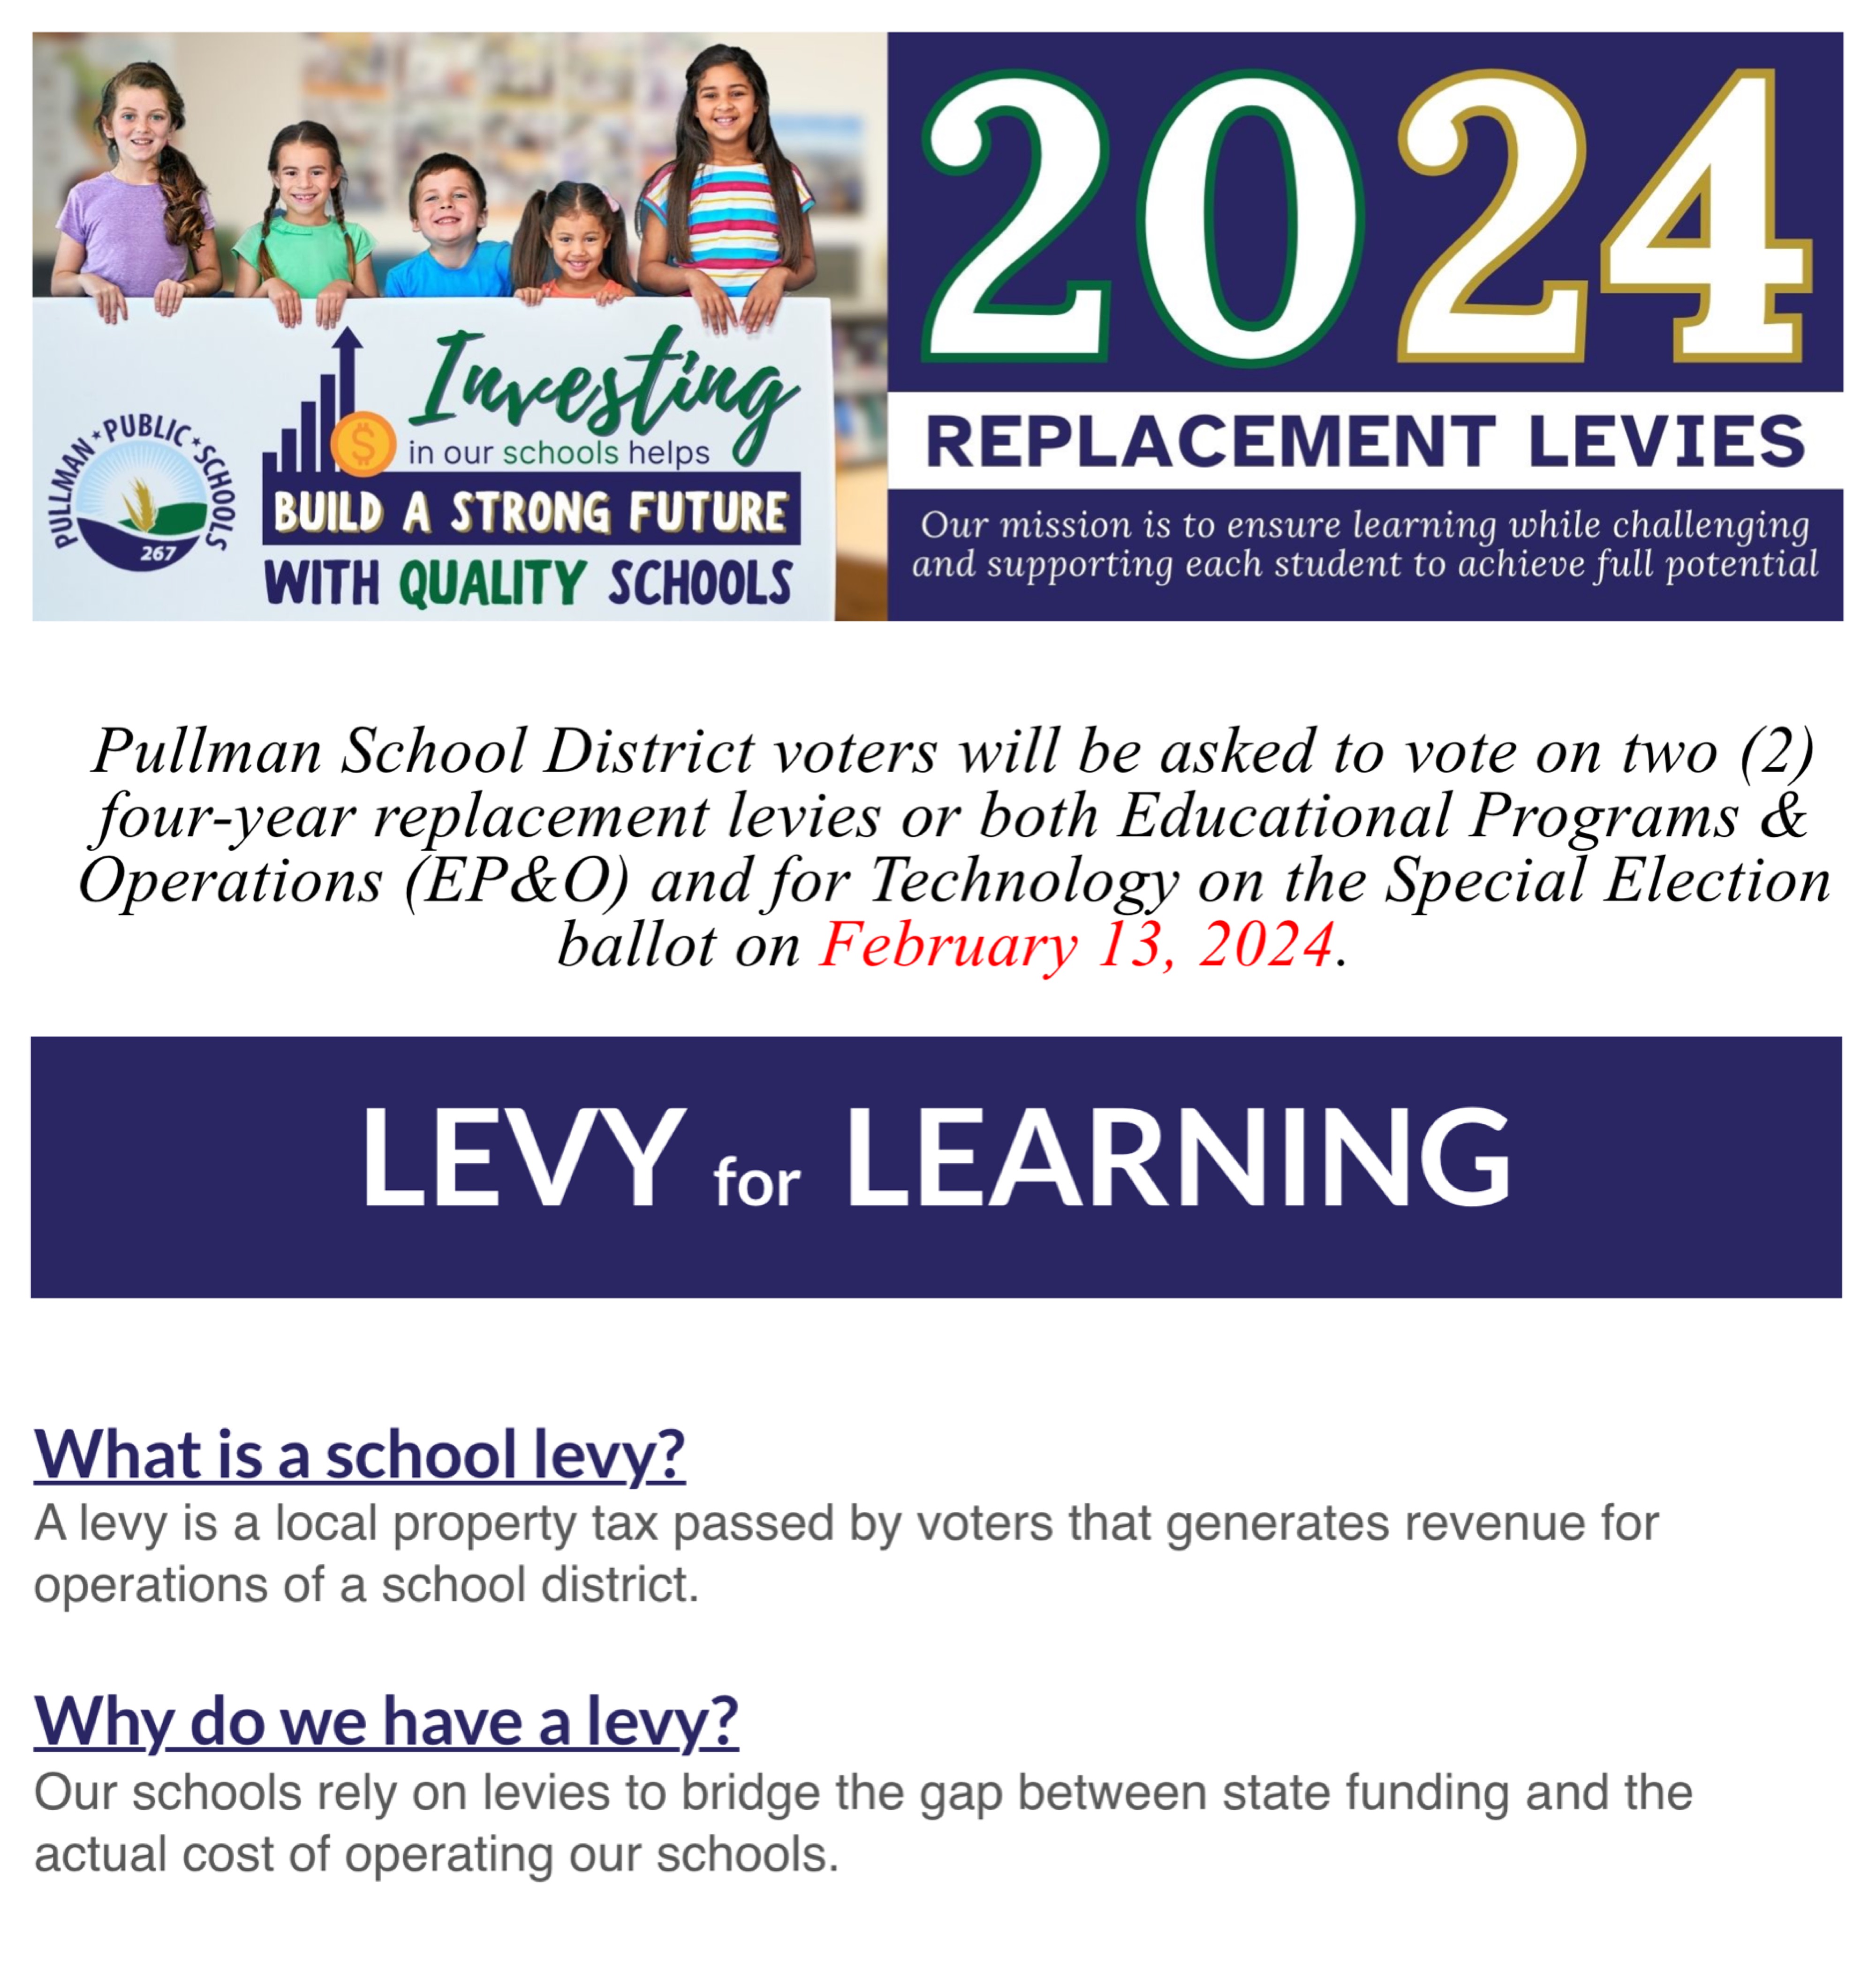 Investing
in our schools helps
BUILD A STRONG FUTURE
WITH QUALITY SCHOOLS
PULLMAN ★ PUBLIC ★ SCHOOLS
267
$
2024
REPLACEMENT LEVIES
Our mission is to ensure learning while challenging
and supporting each student to achieve full potential
Pullman School District voters will be asked to vote on two (2)
four-year replacement levies or both Educational Programs &
Operations (EP&O) and for Technology on the Special Election
ballot on February 13, 2024.
LEVY for LEARNING
What is a school levy?
A levy is a local property tax passed by voters that generates revenue for
operations of a school district.
Why do we have a levy?
Our schools rely on levies to bridge the gap between state funding and the
actual cost of operating our schools.